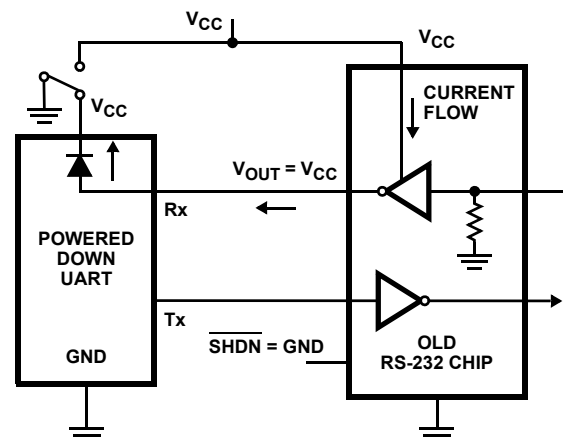 VCC
VCC
VCC
CURRENT
FLOW
VOUT = VCC
Rx
POWERED
DOWN
UART
Tx
GND
SHDN = GND
OLD
RS-232 CHIP